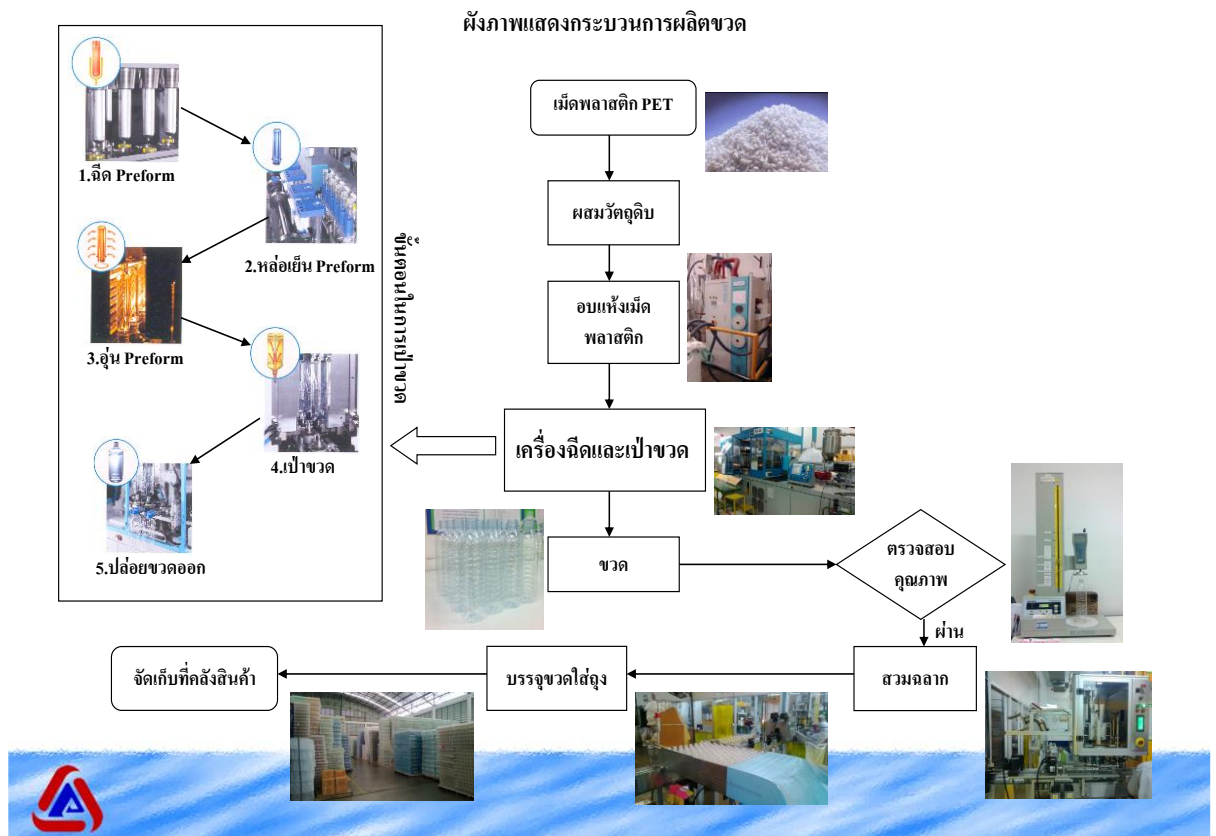 ผังภาพแสดงกระบวนการผลิตขวด
1.ฉีด Preform
2.หล่อเย็น Preform
3.อุ่น Preform
4.เป่าขวด
5.ปล่อยขวดออก
ขั้นตอนในการเป่าขวด
เม็ดพลาสติก PET
ผสมวัตถุดิบ
อบแห้งเม็ด
พลาสติก
เครื่องฉีดและเป่าขวด
ขวด
ตรวจสอบ
คุณภาพ
ผ่าน
สวมฉลาก
บรรจุขวดใส่ถุง
จัดเก็บที่คลังสินค้า